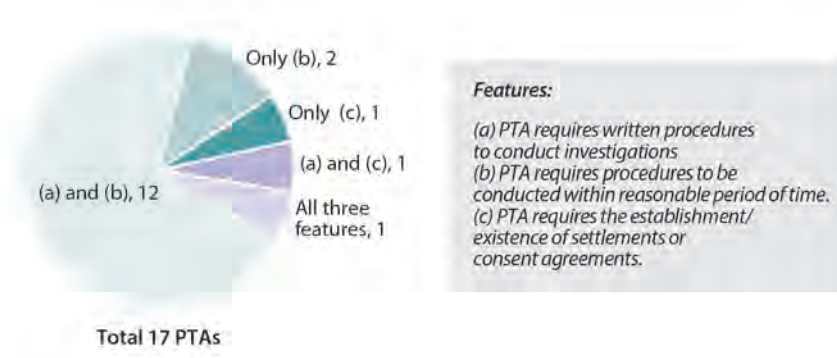 Only (b), 2
Only (c), 1
(a) and (c), 1
All three
features, 1
(a) and (b), 12
Total 17 PTAs
Features:
(a) PTA requires written procedures
to conduct investigations
(b) PTA requires procedures to be
conducted within reasonable period of time.
(c) PTA requires the establishment/
existence of settlements or
consent agreements.